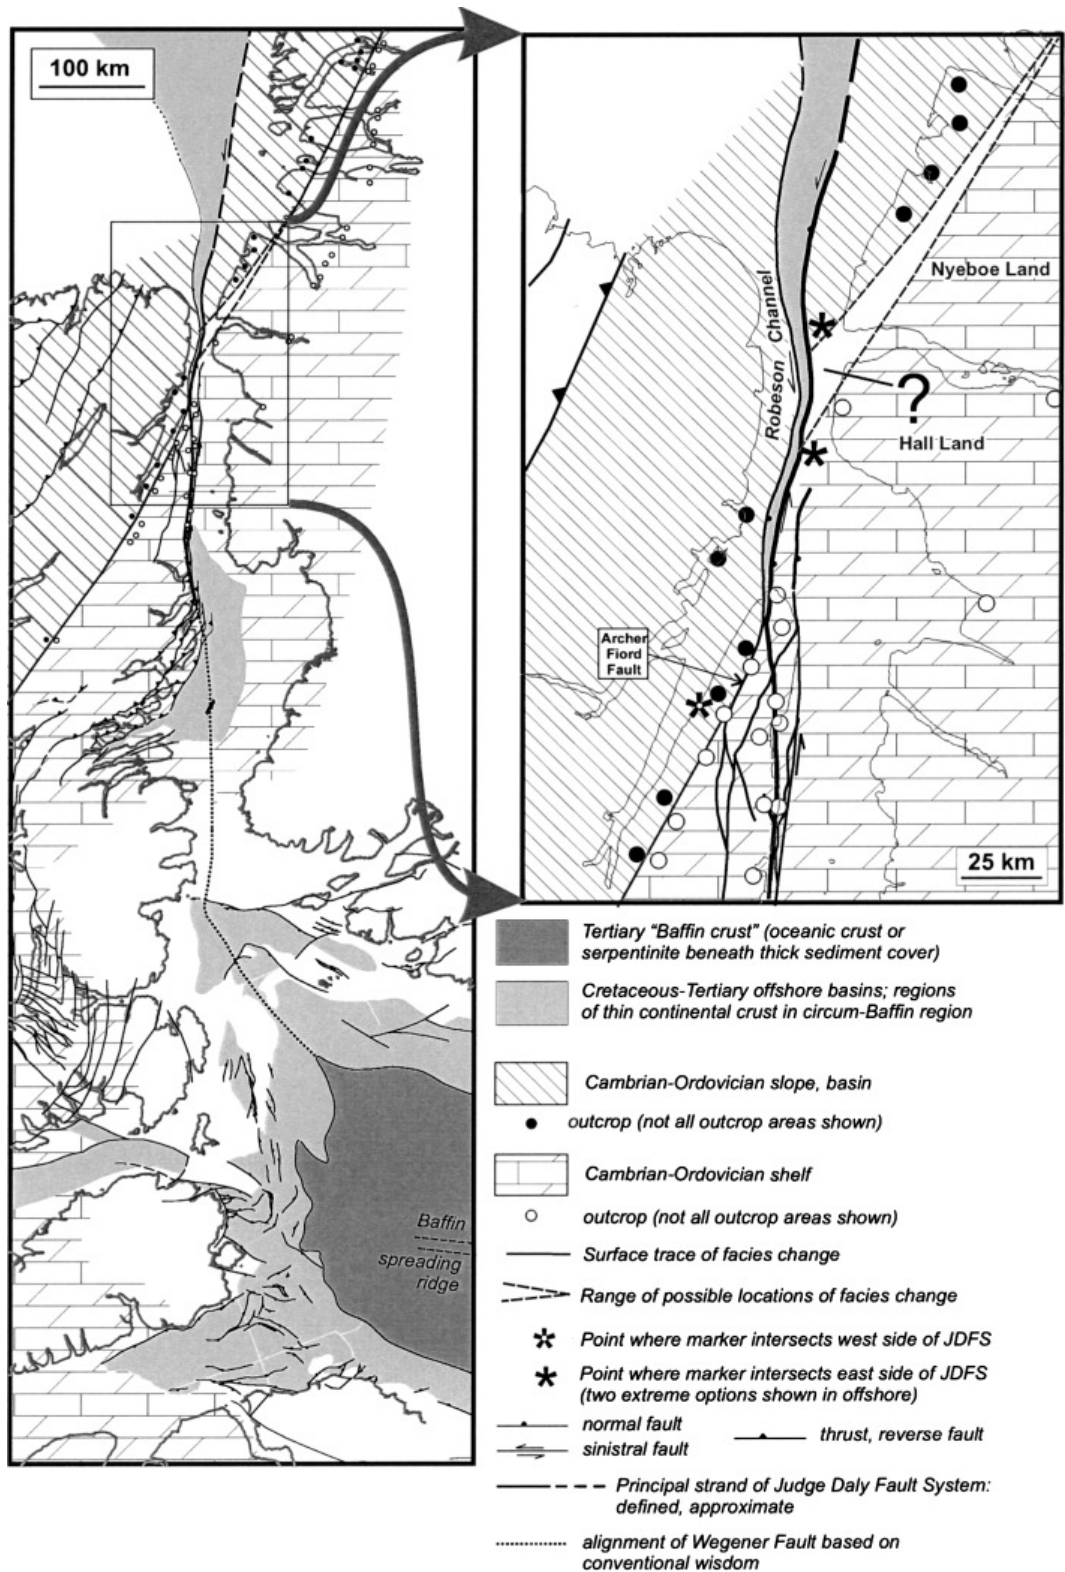 100 km
Baffin
spreading
ridge
Robeson Channel
Nyeboe Land
?
Hall Land
Archer
Fiord
Fault
25 km
Tertiary "Baffin crust" (oceanic crust or
serpentinite beneath thick sediment cover)
Cretaceous-Tertiary offshore basins; regions
of thin continental crust in circum-Baffin region
Cambrian-Ordovician slope, basin
outcrop (not all outcrop areas shown)
Cambrian-Ordovician shelf
outcrop (not all outcrop areas shown)
Surface trace of facies change
Range of possible locations of facies change
Point where marker intersects west side of JDFS
Point where marker intersects east side of JDFS
(two extreme options shown in offshore)
normal fault
thrust, reverse fault
sinistral fault
Principal strand of Judge Daly Fault System:
defined, approximate
alignment of Wegener Fault based on
conventional wisdom